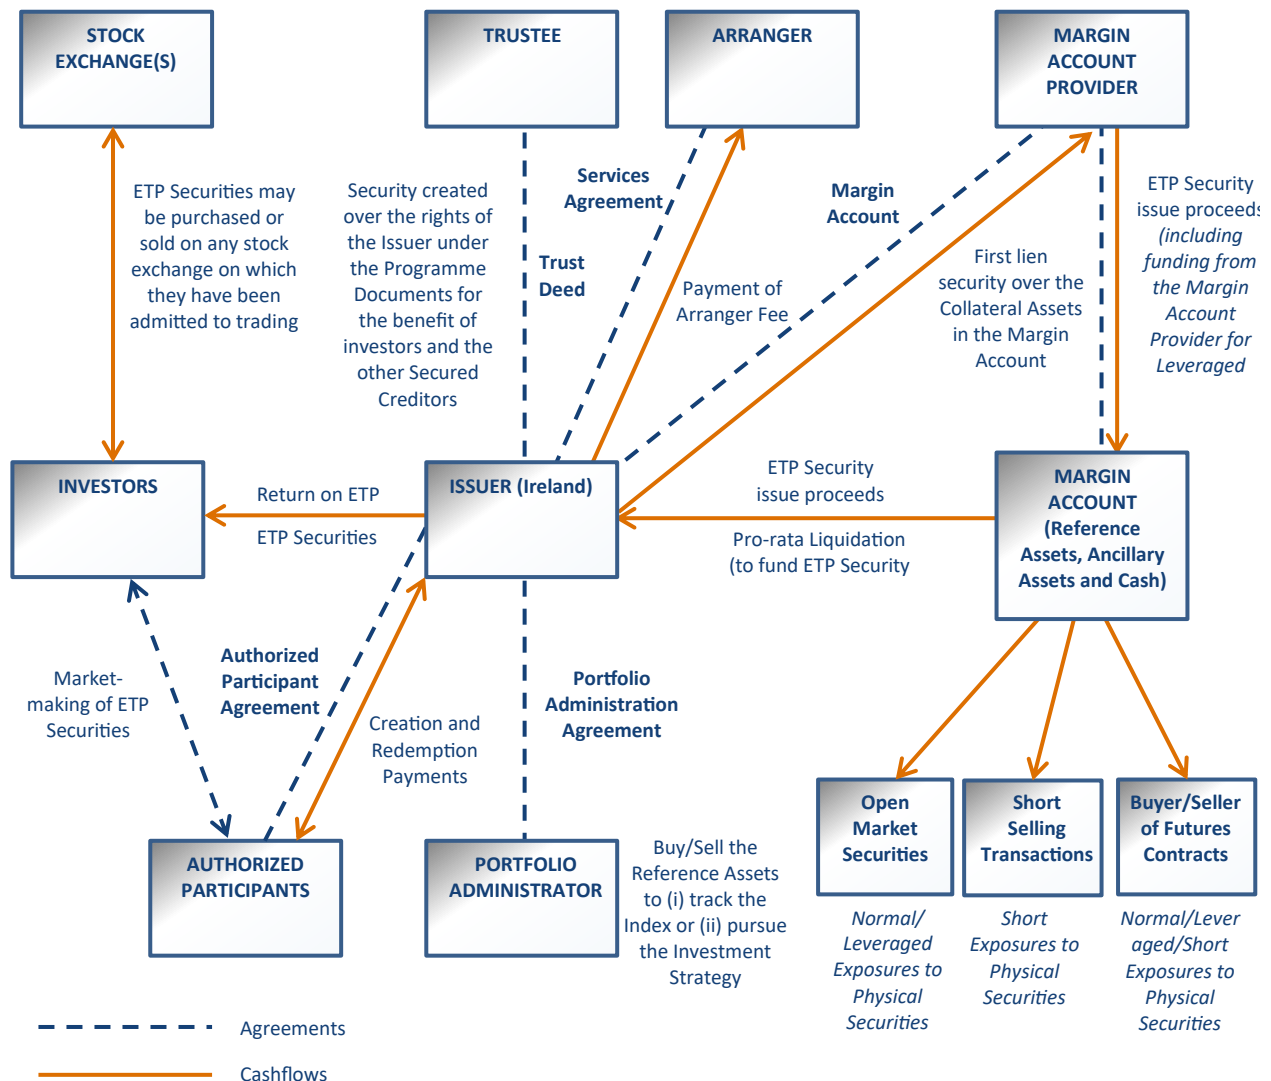 STOCK
EXCHANGE(S)
TRUSTEE
ARRANGER
MARGIN
ACCOUNT
PROVIDER
ETP Securities may
be purchased or
sold on any stock
exchange on which
they have been
admitted to trading
Security created
over the rights of
the Issuer under
the Programme
Documents for
the benefit of
investors and the
other Secured
Creditors
Trust
Deed
Services
Agreement
Payment of
Arranger Fee
Margin
Account
First lien
security over the
Collateral Assets
in the Margin
Account
ETP Security
issue proceeds
(including
funding from
the Margin
Account
Provider for
Leveraged
INVESTORS
Return on ETP
ETP Securities
ISSUER (Ireland)
ETP Security
issue proceeds
Pro-rata Liquidation
(to fund ETP Security
MARGIN
ACCOUNT
(Reference
Assets, Ancillary
Assets and Cash)
Market-
making of ETP
Securities
Authorized
Participant
Agreement
Creation and
Redemption
Payments
Portfolio
Administration
Agreement
AUTHORIZED
PARTICIPANTS
PORTFOLIO
ADMINISTRATOR
Buy/Sell the
Reference Assets
to (i) track the
Index or (ii) pursue
the Investment
Strategy
Open
Market
Securities
Short
Selling
Transactions
Buyer/Seller
of Futures
Contracts
Normal/
Leveraged
Exposures to
Physical
Securities
Short
Exposures to
Physical
Securities
Normal/Lever
aged/Short
Exposures to
Physical
Securities
Agreements
Cashflows